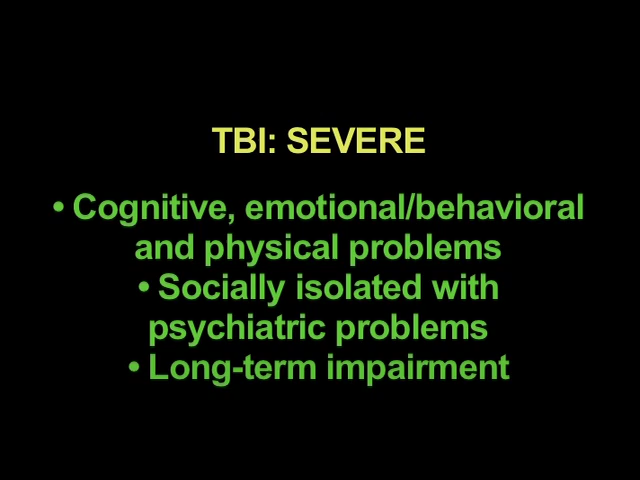 TBI: SEVERE
• Cognitive, emotional/behavioral
and physical problems
• Socially isolated with
psychiatric problems
• Long-term impairment